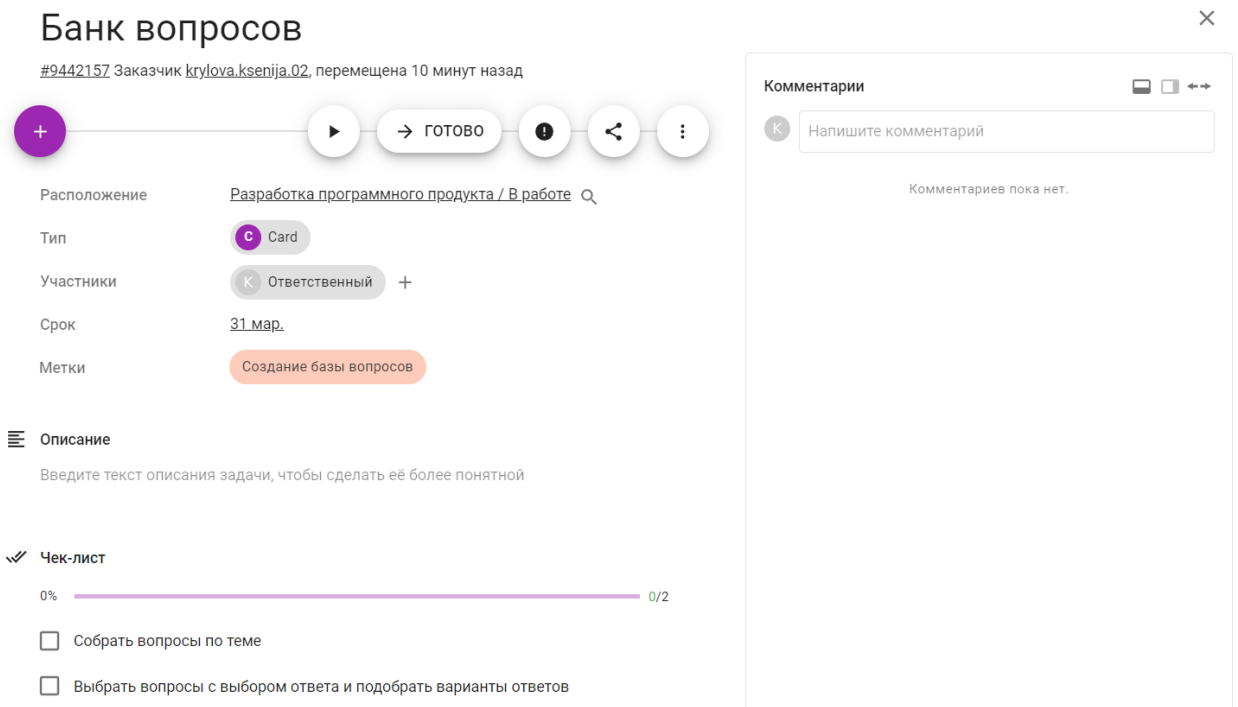 Банк вопросов
#9442157 Заказчик krylova.ksenija.02, перемещена 10 минут назад
ГОТОВО
Расположение Разработка программного продукта / В работе
Тип C Card
Участники K Ответственный
Срок 31 мар.
Метки Создание базы вопросов
Описание
Введите текст описания задачи, чтобы сделать её более понятной
Чек-лист
0% 0/2
Собрать вопросы по теме
Выбрать вопросы с выбором ответа и подобрать варианты ответов
Комментарии
K Напишите комментарий
Комментариев пока нет.